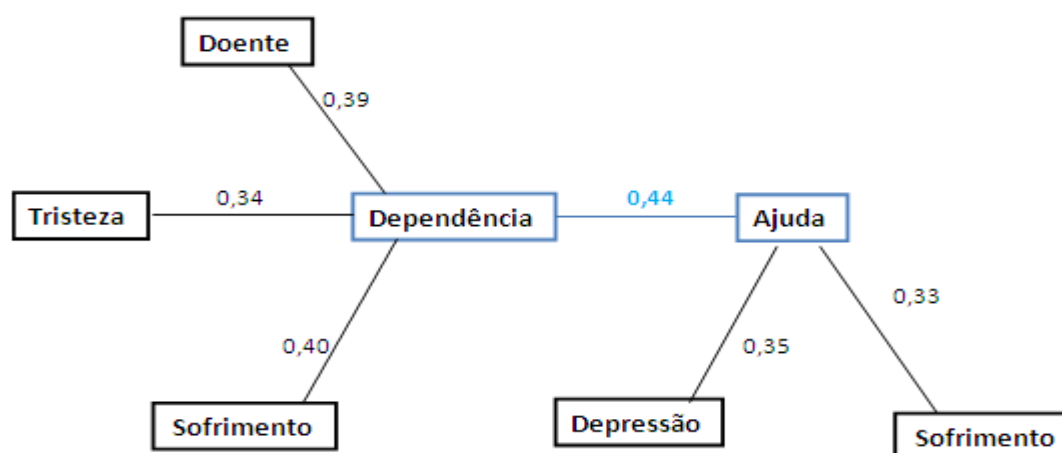 Doente
0,39
0,34
0,44
Tristeza
Dependência
Ajuda
0,33
0,40
0,35
Sofrimento
Depressão
Sofrimento